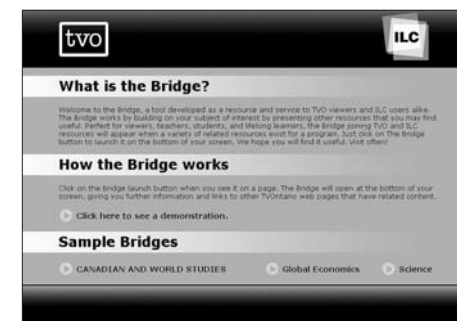 tvo
ILC
What is the Bridge?
Welcome to the Bridge, a tool developed as a resource and service to TVO viewers and ILC users alike.
The Bridge works by building on your subject of interest by presenting other resources that you may find
useful. Perfect for viewers, teachers, students, and lifelong learners, the Bridge joining TVO and ILC
resources will appear when a variety of related resources exist for a program. Just click on The Bridge
button to launch it on the bottom of your screen. We hope you will find it useful. Visit often!
How the Bridge works
Click on the Bridge launch button when you see it on a page. The Bridge will open at the bottom of your
screen, giving you further information and links to other TVOntario web pages that have related content.
Click here to see a demonstration.
Sample Bridges
CANADIAN AND WORLD STUDIES Global Economics Science